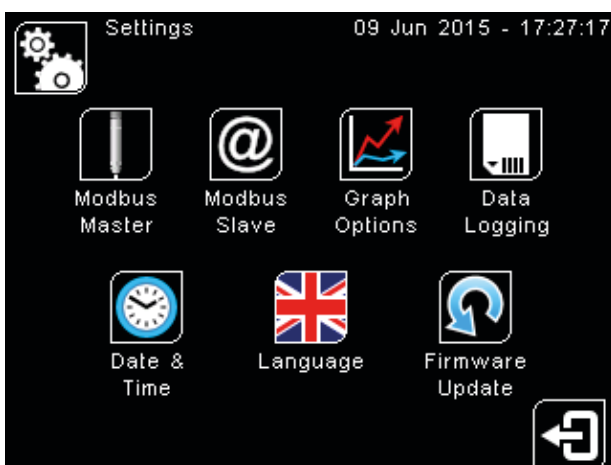 Settings 09 Jun 2015 - 17:27:17
@
Modbus Master
Modbus Slave
Graph Options
Data Logging
Date & Time
Language
Firmware Update